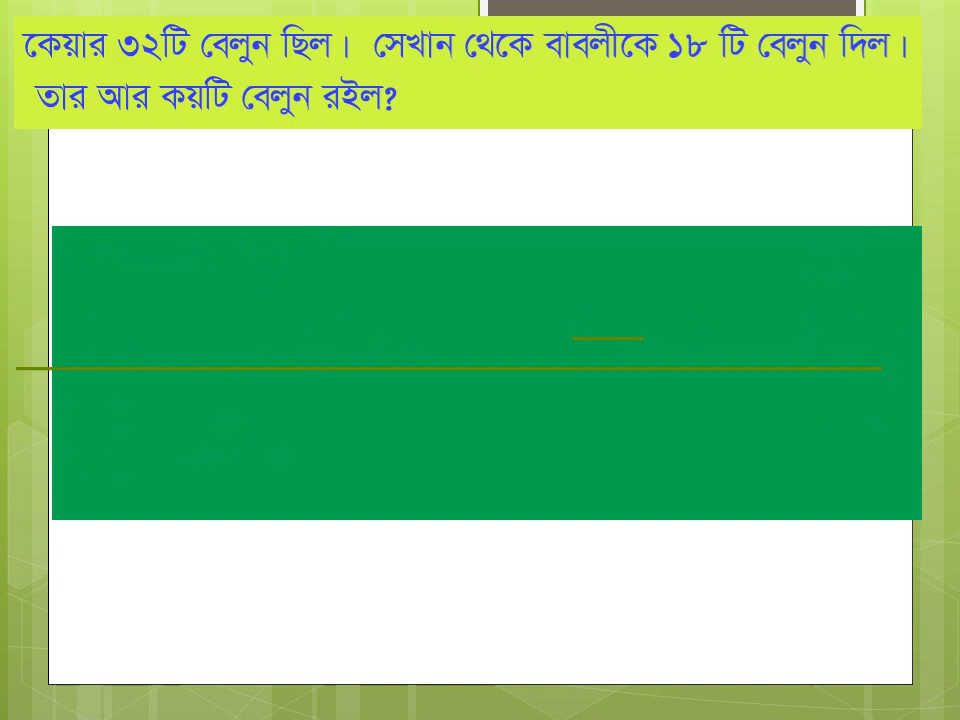 কেয়ার ৩২টি বেলুন ছিল। সেখান থেকে বাবলীকে ১৮ টি বেলুন দিল।
তার আর কয়টি বেলুন রইল?